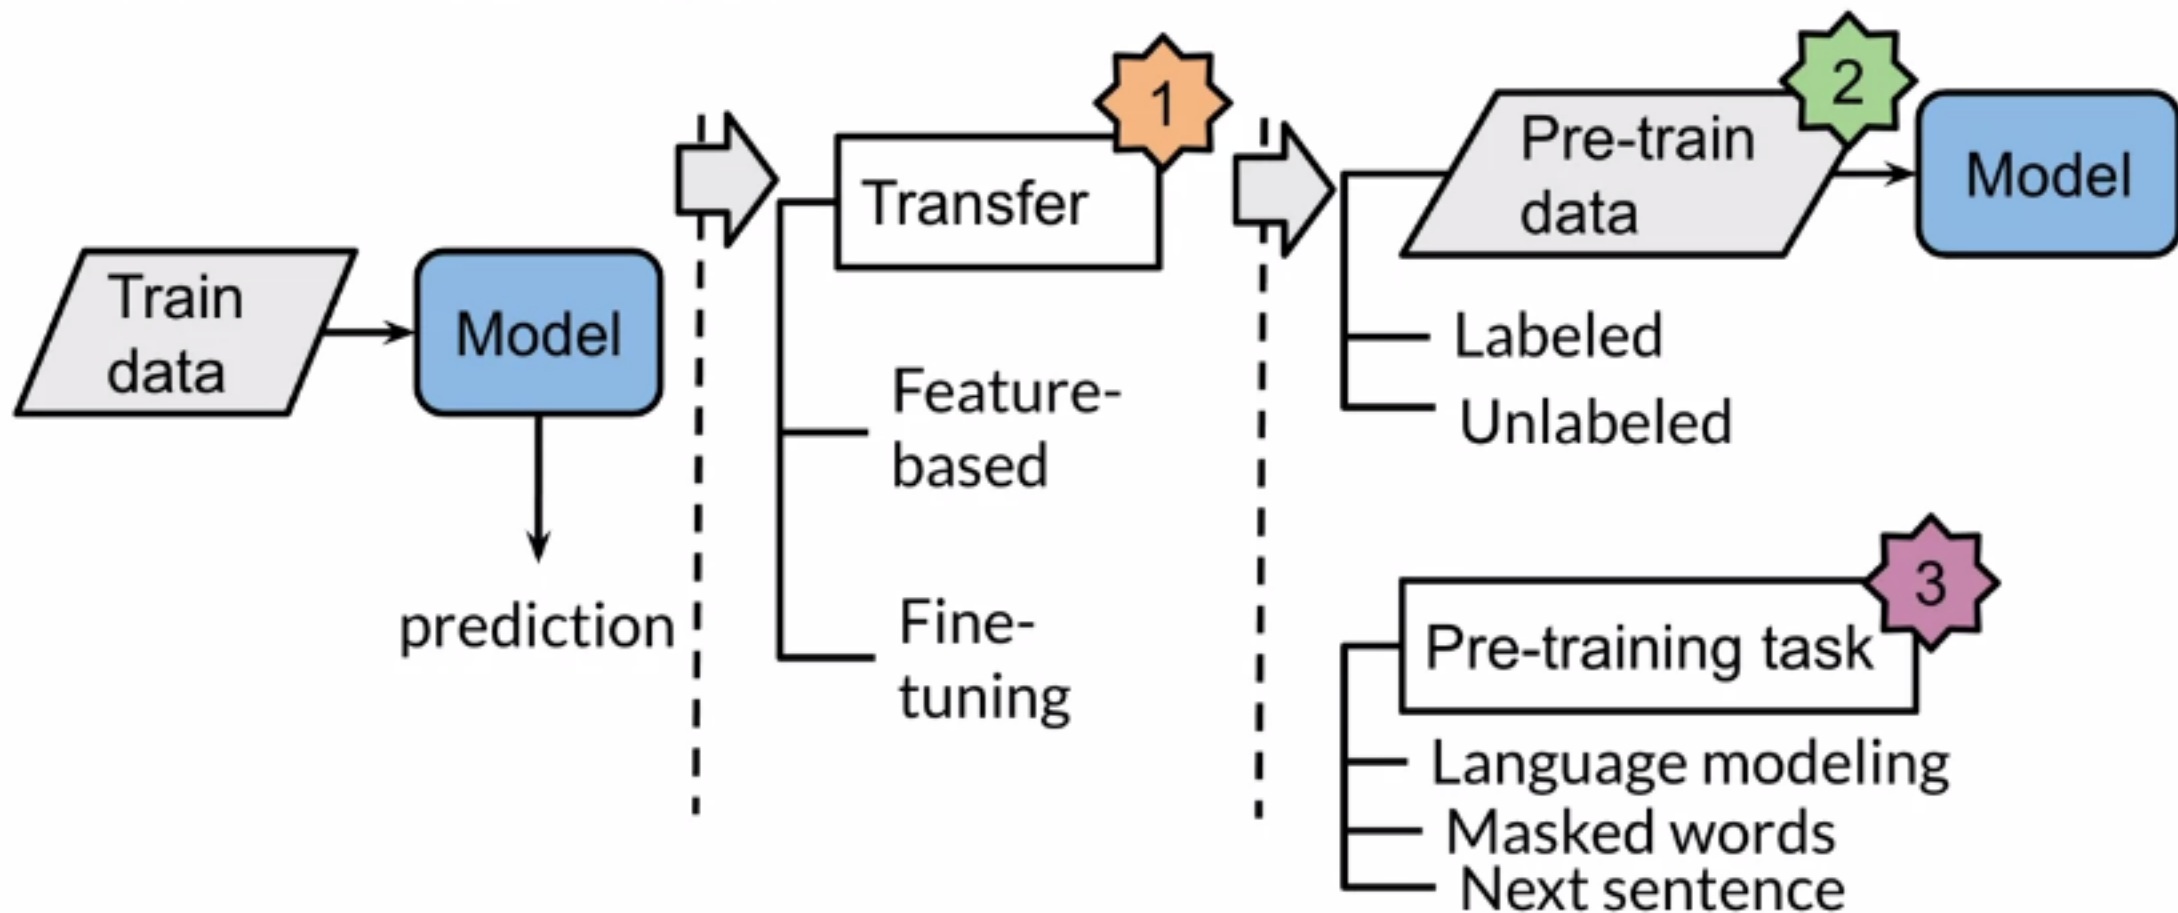 Train
data
Model
prediction
1
Transfer
Feature-
based
Fine-
tuning
2
Pre-train
data
Model
Labeled
Unlabeled
3
Pre-training task
Language modeling
Masked words
Next sentence